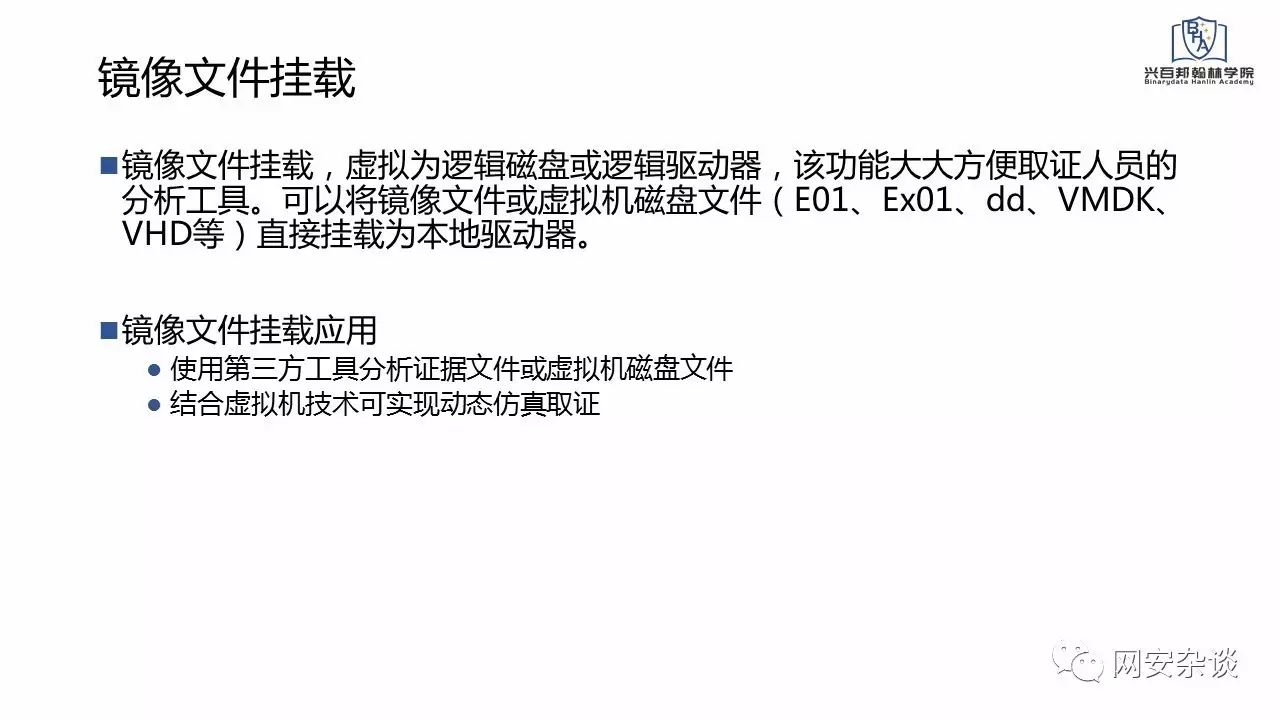 镜像文件挂载
BHA
兴百邦翰林学院
Binarydata Hanlin Academy
■镜像文件挂载，虚拟为逻辑磁盘或逻辑驱动器，该功能大大方便取证人员的
分析工具。可以将镜像文件或虚拟机磁盘文件（E01、Ex01、dd、VMDK、
VHD等）直接挂载为本地驱动器。
■镜像文件挂载应用
●使用第三方工具分析证据文件或虚拟机磁盘文件
●结合虚拟机技术可实现动态仿真取证
网安杂谈